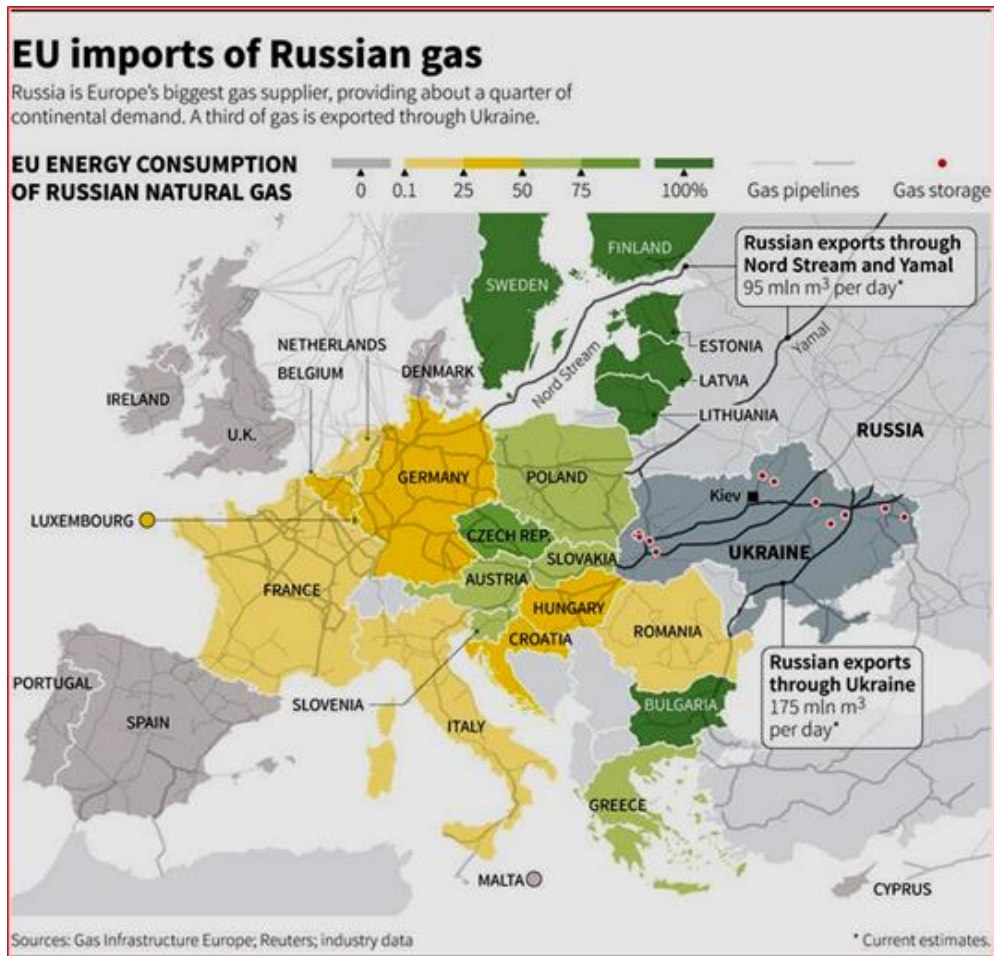 EU imports of Russian gas
Russia is Europe's biggest gas supplier, providing about a quarter of
continental demand. A third of gas is exported through Ukraine.
EU ENERGY CONSUMPTION
OF RUSSIAN NATURAL GAS
0 0.1 25 50 75 100%
Gas pipelines
Gas storage
Russian exports through
Nord Stream and Yamal
95 mln m³ per day*
FINLAND
SWEDEN
NETHERLANDS
BELGIUM
DENMARK
Nord Stream
Yamal
ESTONIA
LATVIA
LITHUANIA
IRELAND
U.K.
RUSSIA
GERMANY
POLAND
Kiev
LUXEMBOURG
CZECH REP.
SLOVAKIA
UKRAINE
AUSTRIA
FRANCE
HUNGARY
CROATIA
ROMANIA
Russian exports
through Ukraine
175 mln m³
per day*
PORTUGAL
SPAIN
SLOVENIA
ITALY
BULGARIA
GREECE
MALTA
CYPRUS
Sources: Gas Infrastructure Europe; Reuters; industry data
* Current estimates.